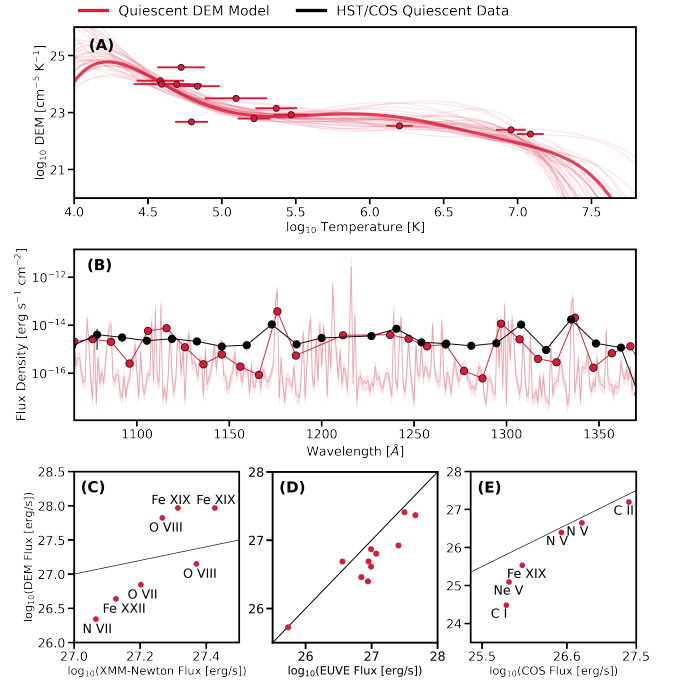 Quiescent DEM Model
HST/COS Quiescent Data
(A)
log₁₀ DEM [cm⁻⁵ K⁻¹]
25
23
21
4.0 4.5 5.0 5.5 6.0 6.5 7.0 7.5
log₁₀ Temperature [K]
(B)
Flux Density [erg s⁻¹ cm⁻²]
10⁻¹²
10⁻¹⁴
10⁻¹⁶
1100 1150 1200 1250 1300 1350
Wavelength [Å]
(C)
log₁₀(DEM Flux [erg/s])
28.5
28.0
27.5
27.0
26.5
26.0
Fe XIX Fe XIX
O VIII
O VIII
O VII
Fe XXII
N VII
27.0 27.2 27.4
log₁₀(XMM-Newton Flux [erg/s])
(D)
28
27
26
26 27 28
log₁₀(EUVE Flux [erg/s])
(E)
28
27
26
25
24
C II
N V
N V
Fe XIX
Ne V
C I
25.5 26.6 27.5
log₁₀(COS Flux [erg/s])